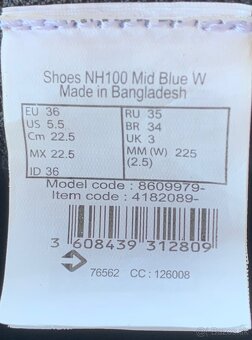 Shoes NH100 Mid Blue W
Made in Bangladesh
EU 36
US 5.5
Cm 22.5
MX 22.5
ID 36
RU 35
BR 34
UK 3
MM (W) 225
(2.5)
Model code : 8609979-
Item code : 4182089-
3 608439 312809
76562 CC : 126008